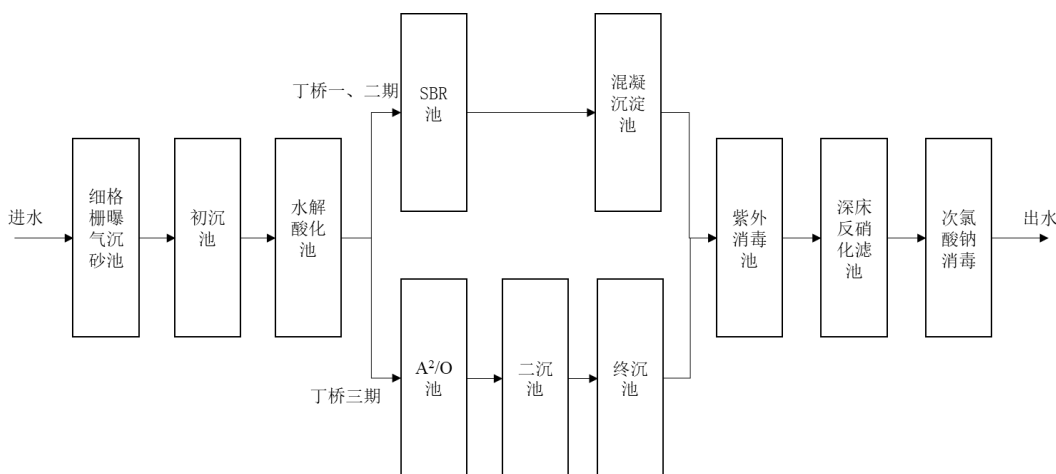 进水
细格
栅曝
气沉
砂池
初沉
池
水解
酸化
池
丁桥一、二期
SBR
池
混凝
沉淀
池
丁桥三期
A²/O
池
二沉
池
终沉
池
紫外
消毒
池
深床
反硝
化滤
池
次氯
酸钠
消毒
出水